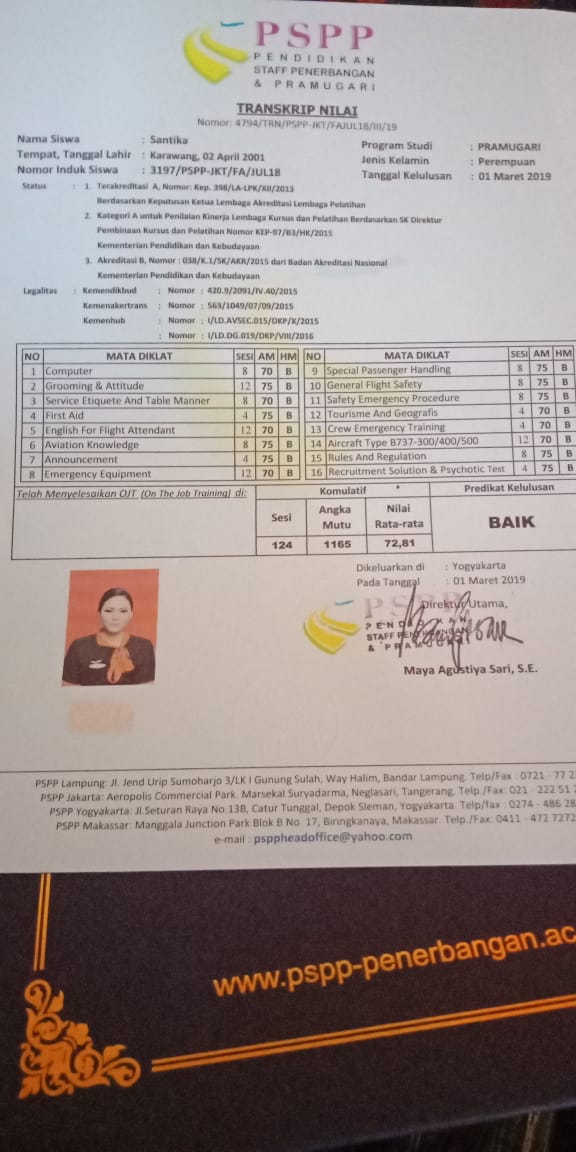 PSPP
PENDIDIKAN
STAFF PENERBANGAN
& PRAMUGARI
TRANSKRIP NILAI
Nomor: 4794/TRN/PSPP-JKT/FAJUL18/III/19
Nama Siswa : Santika
Tempat, Tanggal Lahir : Karawang, 02 April 2001
Nomor Induk Siswa : 3197/PSPP-JKT/FA/JUL18
Program Studi : PRAMUGARI
Jenis Kelamin : Perempuan
Tanggal Kelulusan : 01 Maret 2019
Status : 1. Terakreditasi A, Nomor: Kep. 398/LA-LPK/XII/2013
Berdasarkan Keputusan Ketua Lembaga Akreditasi Lembaga Pelatihan
2. Kategori A untuk Penilaian Kinerja Lembaga Kursus dan Pelatihan Berdasarkan SK Direktur
Pembinaan Kursus dan Pelatihan Nomor KEP-97/B3/HK/2015
Kementerian Pendidikan dan Kebudayaan
3. Akreditasi B, Nomor : 038/K.1/SK/AKR/2015 dari Badan Akreditasi Nasional
Kementerian Pendidikan dan Kebudayaan
Legalitas : Kemendikbud : Nomor : 420.9/2091/IV.40/2015
Kemenakertrans : Nomor : 563/1049/07/09/2015
Kemenhub : Nomor : I/LD.AVSEC.015/DKP/X/2015
: Nomor : I/LD.DG.019/DKP/VIII/2016
NO MATA DIKLAT SESI AM HM NO MATA DIKLAT SESI AM HM
1 Computer 8 70 B 9 Special Passenger Handling 8 75 B
2 Grooming & Attitude 12 75 B 10 General Flight Safety 8 75 B
3 Service Etiquete And Table Manner 8 70 B 11 Safety Emergency Procedure 8 75 B
4 First Aid 4 75 B 12 Tourisme And Geografis 4 70 B
5 English For Flight Attendant 12 70 B 13 Crew Emergency Training 4 70 B
6 Aviation Knowledge 8 75 B 14 Aircraft Type B737-300/400/500 12 70 B
7 Announcement 4 75 B 15 Rules And Regulation 8 75 B
8 Emergency Equipment 12 70 B 16 Recruitment Solution & Psychotic Test 4 75 B
Telah Menyelesaikan OJT (On The Job Training) di:
Komulatif
Predikat Kelulusan
Sesi Angka Mutu Nilai Rata-rata
BAIK
124 1165 72,81
Dikeluarkan di : Yogyakarta
Pada Tanggal : 01 Maret 2019
Direktur Utama,
PSPP
STAFF
Maya Agustiya Sari, S.E.
PSPP Lampung: Jl. Jend Urip Sumoharjo 3/LK I Gunung Sulah, Way Halim, Bandar Lampung. Telp/Fax : 0721 - 77 2
PSPP Jakarta: Aeropolis Commercial Park. Marsekal Suryadarma, Neglasari, Tangerang. Telp./Fax: 021 - 222 51
PSPP Yogyakarta: Jl.Seturan Raya No.13B, Catur Tunggal, Depok Sleman, Yogyakarta. Telp/fax : 0274 - 486 28
PSPP Makassar: Manggala Junction Park Blok B No. 17, Biringkanaya, Makassar. Telp./Fax: 0411 - 472 7272
e-mail : psppheadoffice@yahoo.com
www.pspp-penerbangan.ac